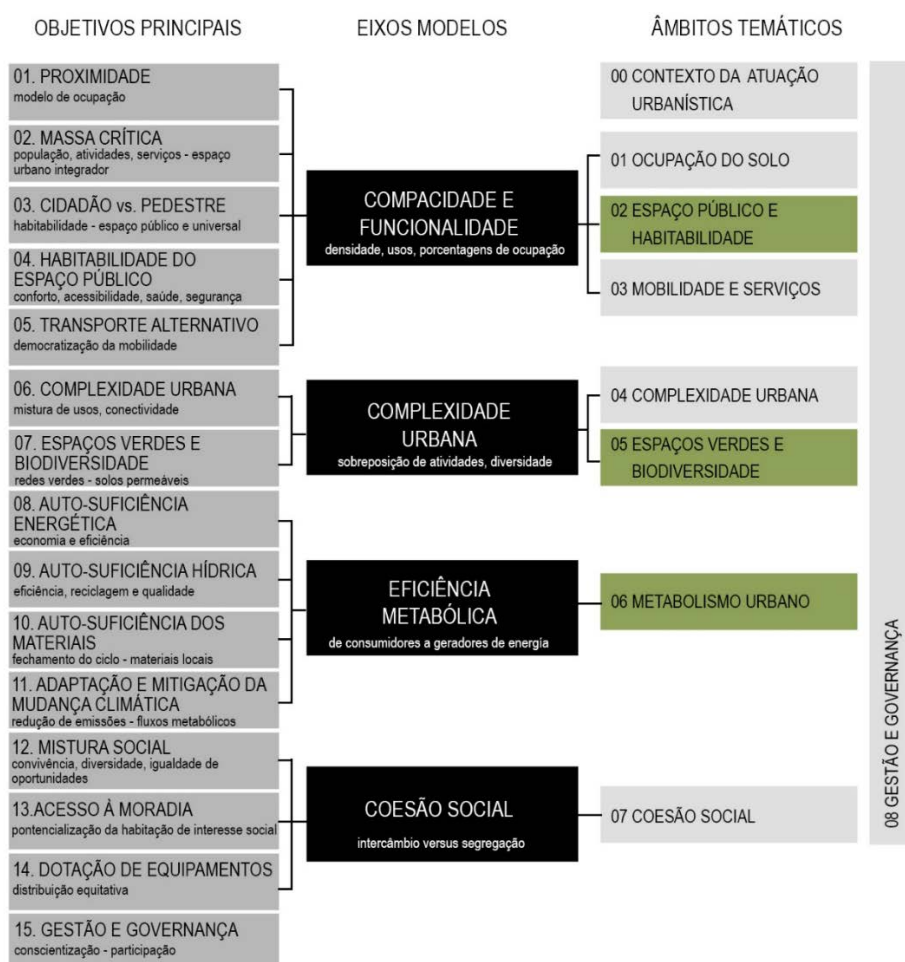 OBJETIVOS PRINCIPAIS
EIXOS MODELOS
ÂMBITOS TEMÁTICOS
01. PROXIMIDADE
modelo de ocupação
02. MASSA CRÍTICA
população, atividades, serviços - espaço
urbano integrador
03. CIDADÃO vs. PEDESTRE
habitabilidade - espaço público e universal
04. HABITABILIDADE DO
ESPAÇO PÚBLICO
conforto, acessibilidade, saúde, segurança
05. TRANSPORTE ALTERNATIVO
democratização da mobilidade
06. COMPLEXIDADE URBANA
mistura de usos, conectividade
07. ESPAÇOS VERDES E
BIODIVERSIDADE
redes verdes - solos permeáveis
08. AUTO-SUFICIÊNCIA
ENERGÉTICA
economia e eficiência
09. AUTO-SUFICIÊNCIA HÍDRICA
eficiência, reciclagem e qualidade
10. AUTO-SUFICIÊNCIA DOS
MATERIAIS
fechamento do ciclo - materiais locais
11. ADAPTAÇÃO E MITIGAÇÃO DA
MUDANÇA CLIMÁTICA
redução de emissões - fluxos metabólicos
12. MISTURA SOCIAL
convivência, diversidade, igualdade de
oportunidades
13.ACESSO À MORADIA
pontencialização da habitação de interesse social
14. DOTAÇÃO DE EQUIPAMENTOS
distribuição equitativa
15. GESTÃO E GOVERNANÇA
conscientização - participação
COMPACIDADE E
FUNCIONALIDADE
densidade, usos, porcentagens de ocupação
COMPLEXIDADE
URBANA
sobreposição de atividades, diversidade
EFICIÊNCIA
METABÓLICA
de consumidores a geradores de energía
COESÃO SOCIAL
intercâmbio versus segregação
00 CONTEXTO DA ATUAÇÃO
URBANÍSTICA
01 OCUPAÇÃO DO SOLO
02 ESPAÇO PÚBLICO E
HABITABILIDADE
03 MOBILIDADE E SERVIÇOS
04 COMPLEXIDADE URBANA
05 ESPAÇOS VERDES E
BIODIVERSIDADE
06 METABOLISMO URBANO
07 COESÃO SOCIAL
08 GESTÃO E GOVERNANÇA